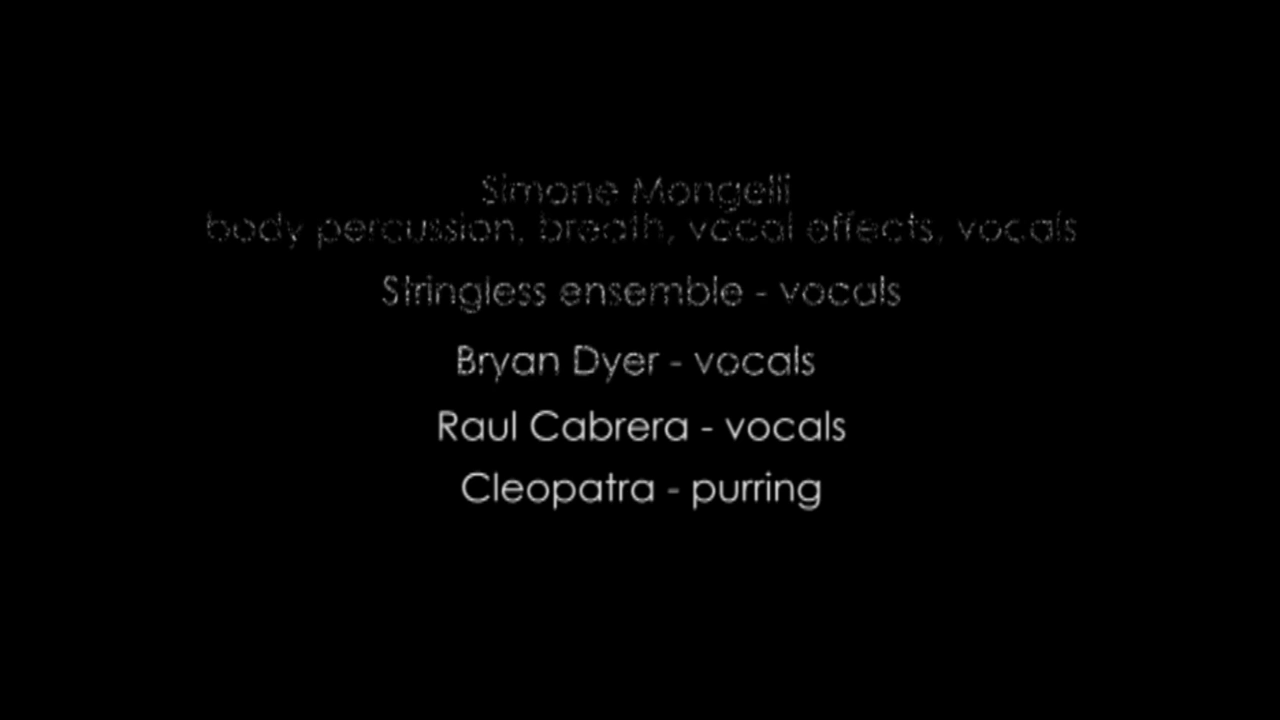 Simone Mongelli
body percussion, breath, vocal effects, vocals
Stringless ensemble - vocals
Bryan Dyer - vocals
Raul Cabrera - vocals
Cleopatra - purring